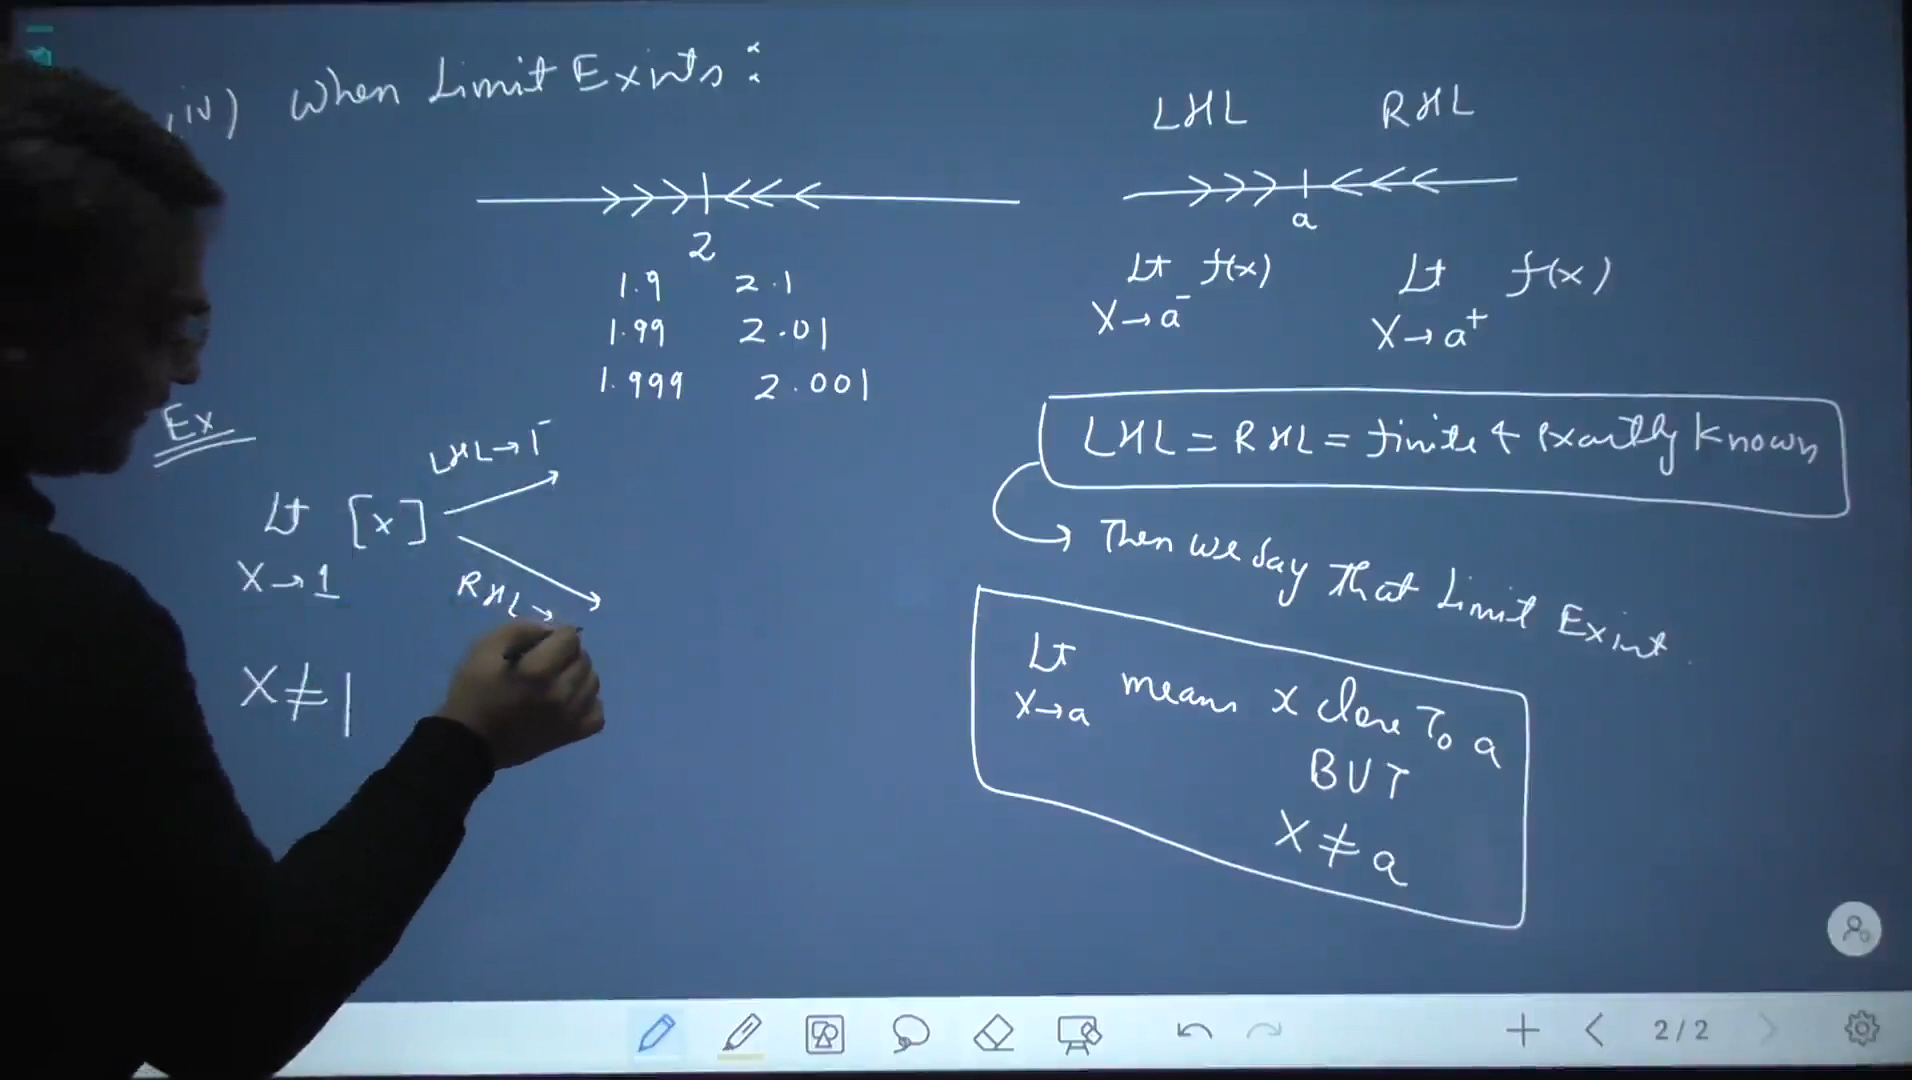 iv) When Limit Exists :
2
1.9 2.1
1.99 2.01
1.999 2.001
LHL RHL
a
Lt f(x) Lt f(x)
X→a⁻ X→a⁺
LHL = RHL = finite & Exactly Known
Then we say That Limit Exist.
Lt means x close To a
X→a
BUT
X ≠ a
Ex
LHL → 1⁻
Lt [x]
X→1
RHL →
X ≠ 1
2/2